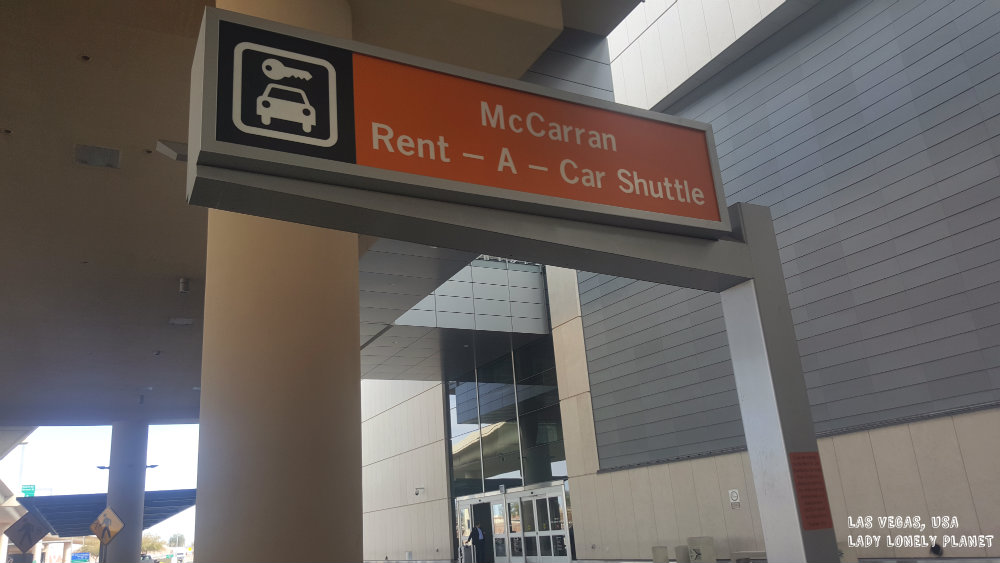 McCarran
Rent - A - Car Shuttle
LAS VEGAS, USA
LADY LONELY PLANET